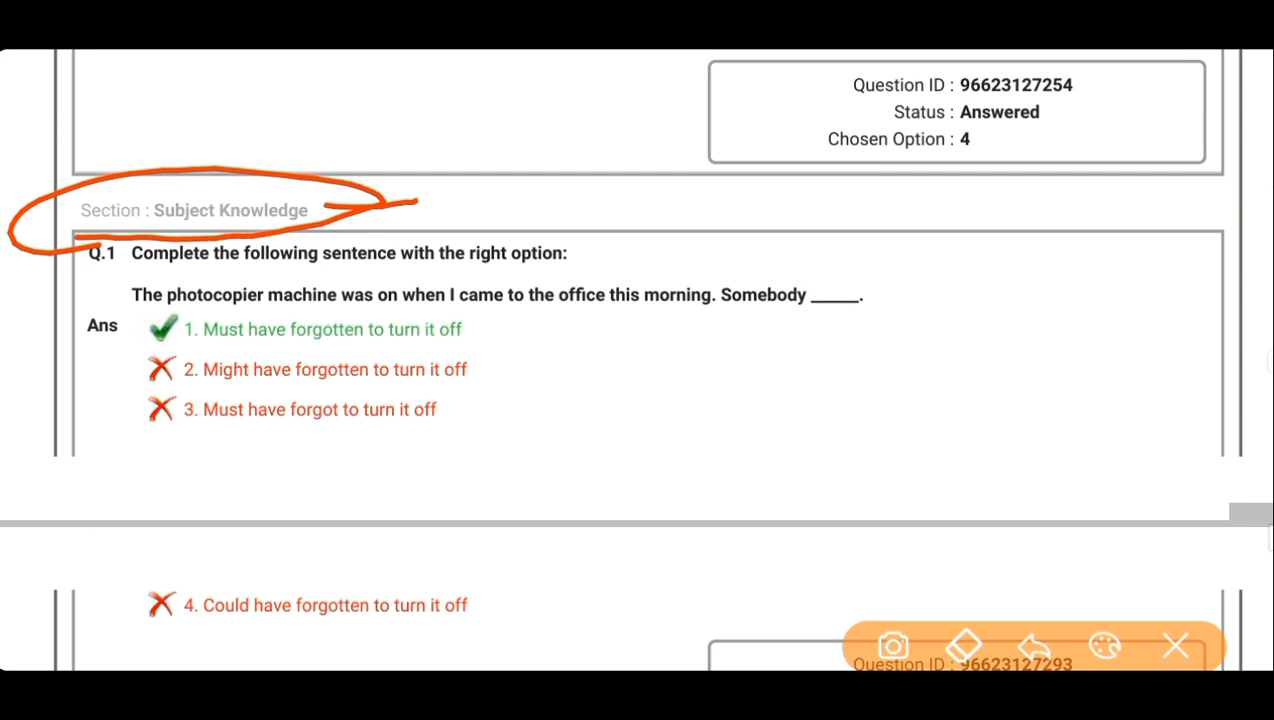 Question ID : 96623127254
Status : Answered
Chosen Option : 4
Section : Subject Knowledge
Q.1 Complete the following sentence with the right option:
The photocopier machine was on when I came to the office this morning. Somebody _____.
Ans 1. Must have forgotten to turn it off
2. Might have forgotten to turn it off
3. Must have forgot to turn it off
4. Could have forgotten to turn it off
Question ID : 96623127293